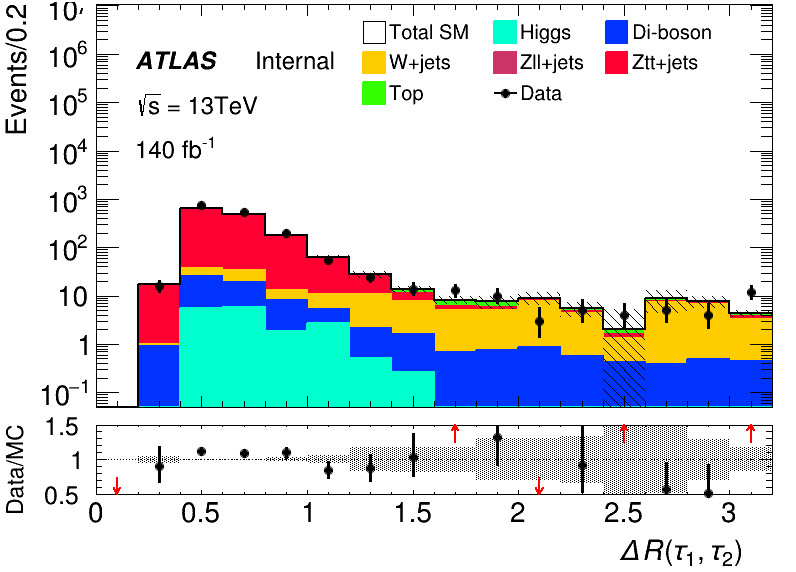 Events/0.2
10⁷
10⁶
10⁵
10⁴
10³
10²
10
1
10⁻¹
ATLAS Internal
√s = 13TeV
140 fb⁻¹
Total SM Higgs Di-boson
W+jets Zll+jets Ztt+jets
Top Data
Data/MC
1.5
1
0.5
0 0.5 1 1.5 2 2.5 3
ΔR(τ₁, τ₂)